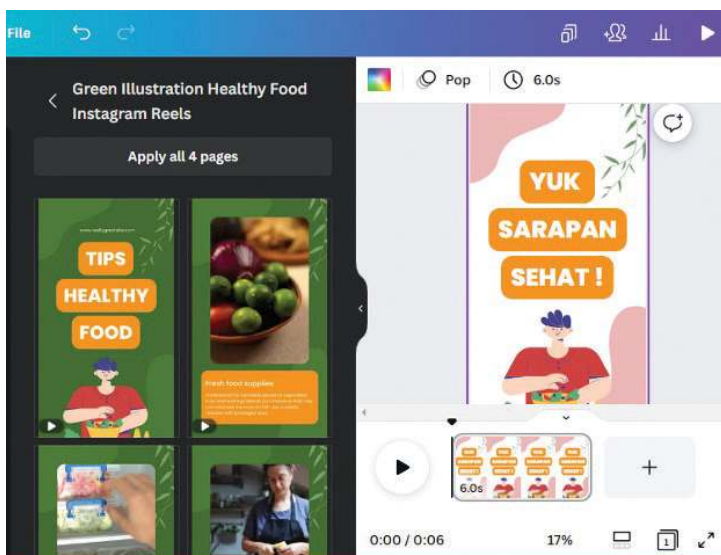 File
Green Illustration Healthy Food
Instagram Reels
Apply all 4 pages
TIPS
HEALTHY
FOOD
Fresh food supplies
Pop
6.0s
YUK
SARAPAN
SEHAT !
6.0s
+
0:00 / 0:06
17%
1